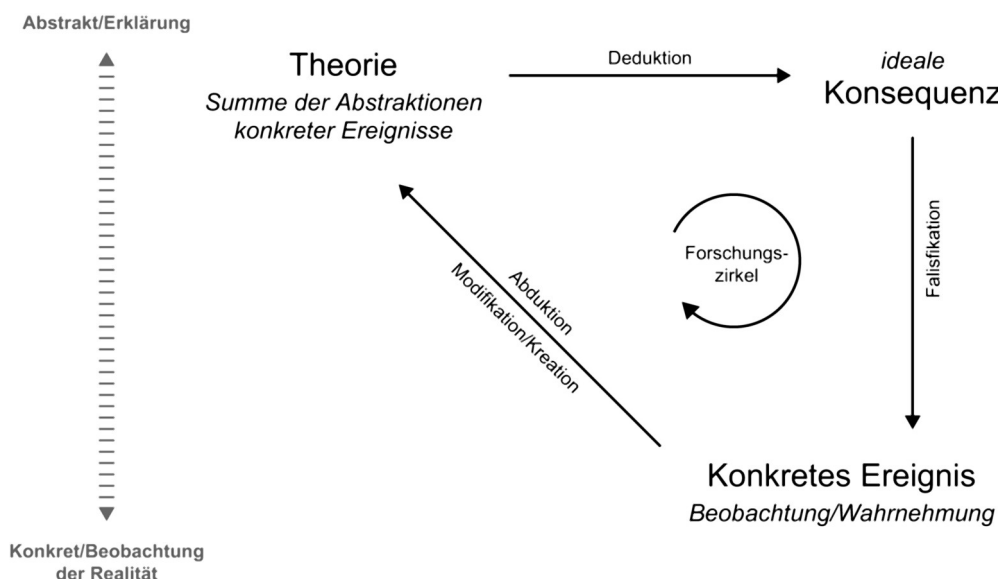 Abstrakt/Erklärung
Theorie
Summe der Abstraktionen
konkreter Ereignisse
Deduktion
ideale
Konsequenz
Falisfikation
Forschungs-
zirkel
Abduktion
Modifikation/Kreation
Konkretes Ereignis
Beobachtung/Wahrnehmung
Konkret/Beobachtung
der Realität